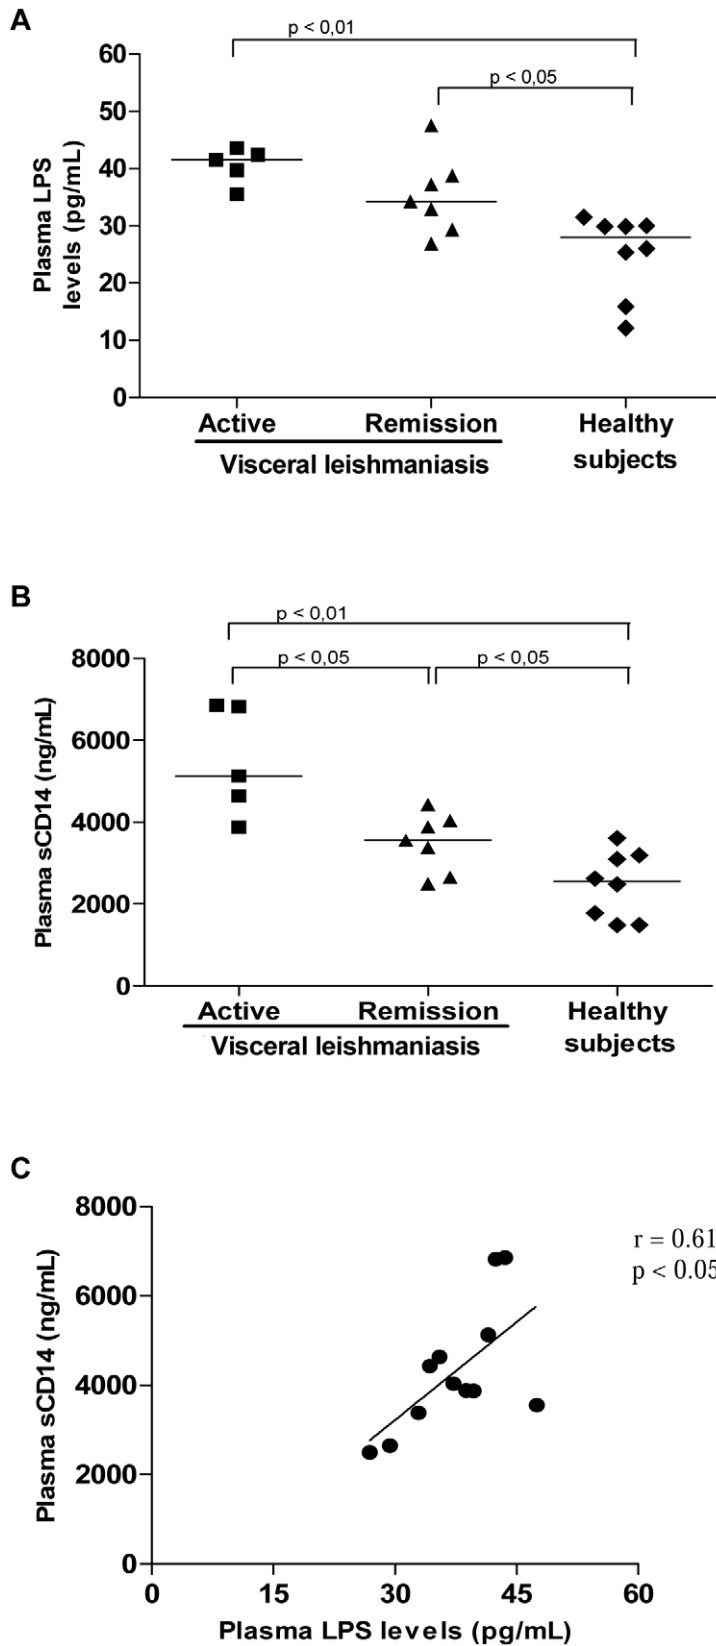 A
p < 0,01
60
p < 0,05
50
40
30
20
10
0
Plasma LPS
levels (pg/mL)
Active Remission Healthy
Visceral leishmaniasis subjects
B
p < 0,01
8000
p < 0,05 p < 0,05
6000
4000
2000
0
Plasma sCD14 (ng/mL)
Active Remission Healthy
Visceral leishmaniasis subjects
C
8000
r = 0.61
p < 0.05
6000
4000
2000
0
Plasma sCD14 (ng/mL)
0 15 30 45 60
Plasma LPS levels (pg/mL)